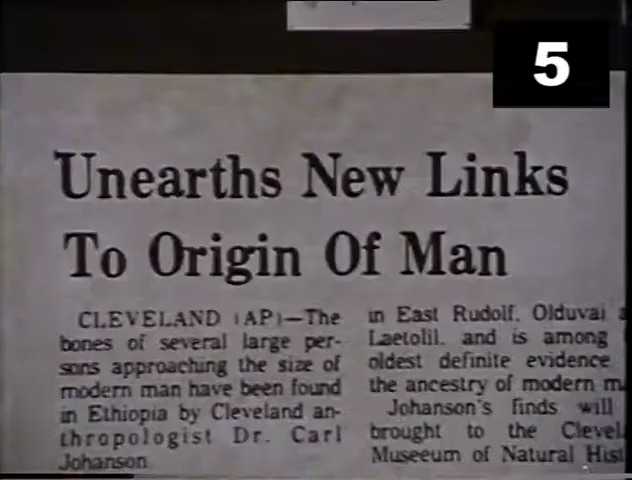 5
Unearths New Links
To Origin Of Man
CLEVELAND (AP)—The
bones of several large per-
sons approaching the size of
modern man have been found
in Ethiopia by Cleveland an-
thropologist Dr. Carl
Johanson
in East Rudolf, Olduvai
Laetolil, and is among
oldest definite evidence
the ancestry of modern
Johanson's finds will
brought to the
Museeum of Natural